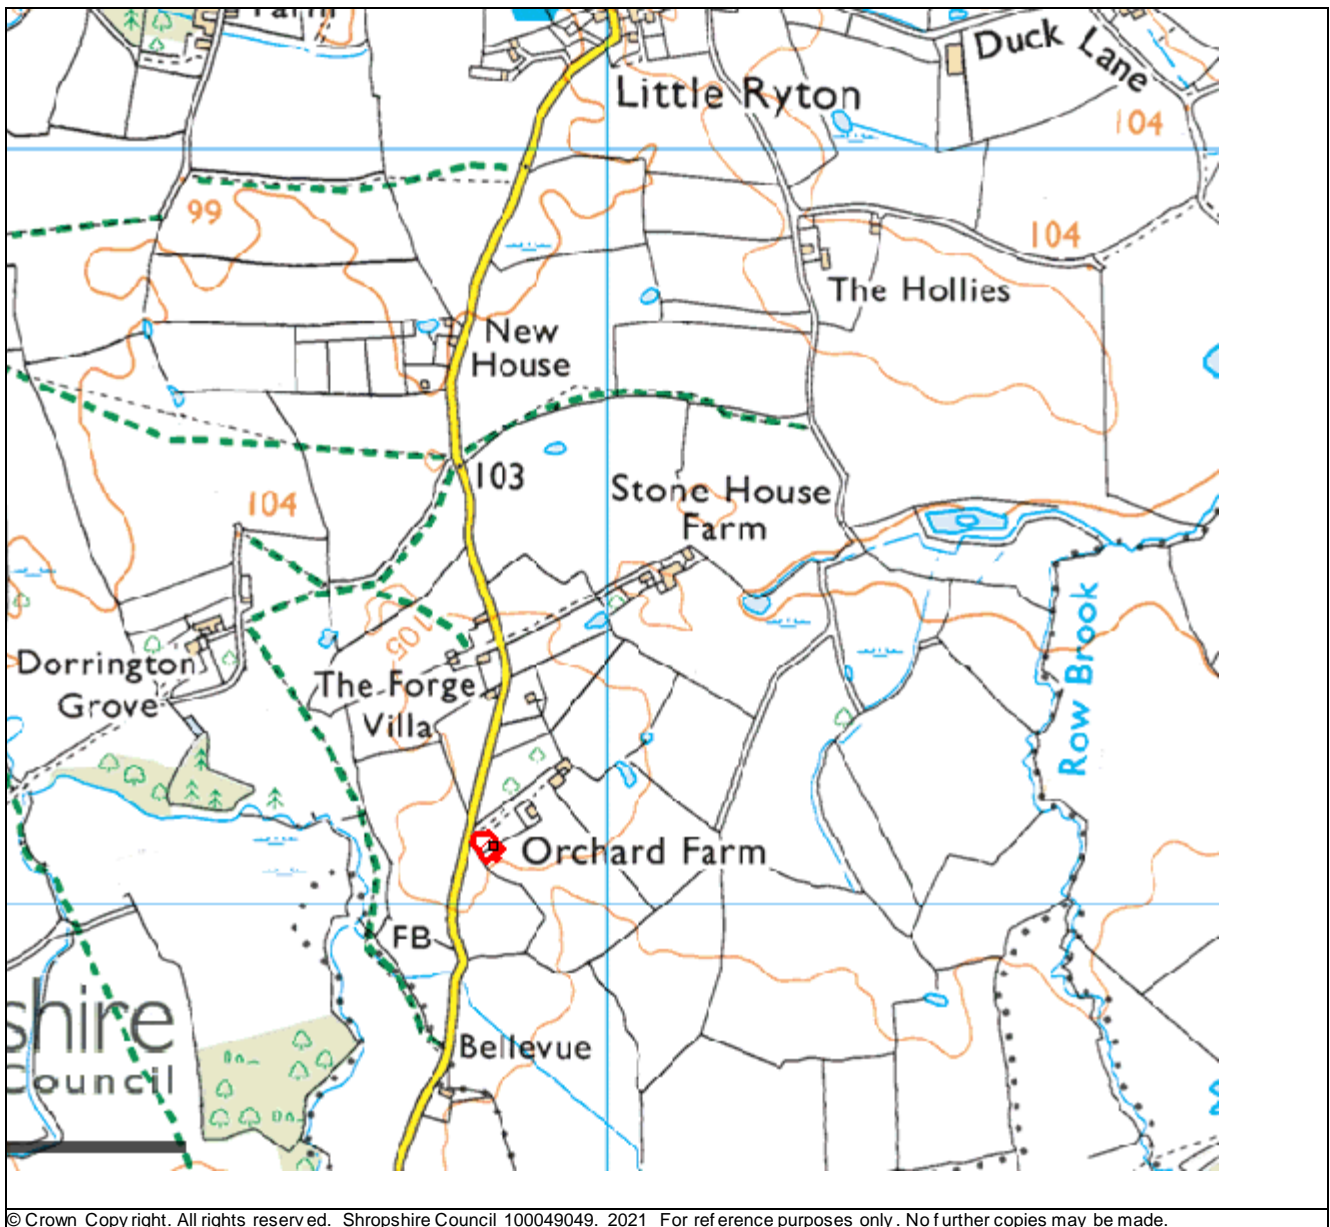 Farm
Duck Lane
Little Ryton
104
99
104
The Hollies
New
House
103
Stone House
Farm
104
105
Dorrington
Grove
The Forge
Villa
Row Brook
Orchard Farm
FB
shire
Council
Bellevue
© Crown Copyright. All rights reserved. Shropshire Council 100049049. 2021 For reference purposes only. No further copies may be made.